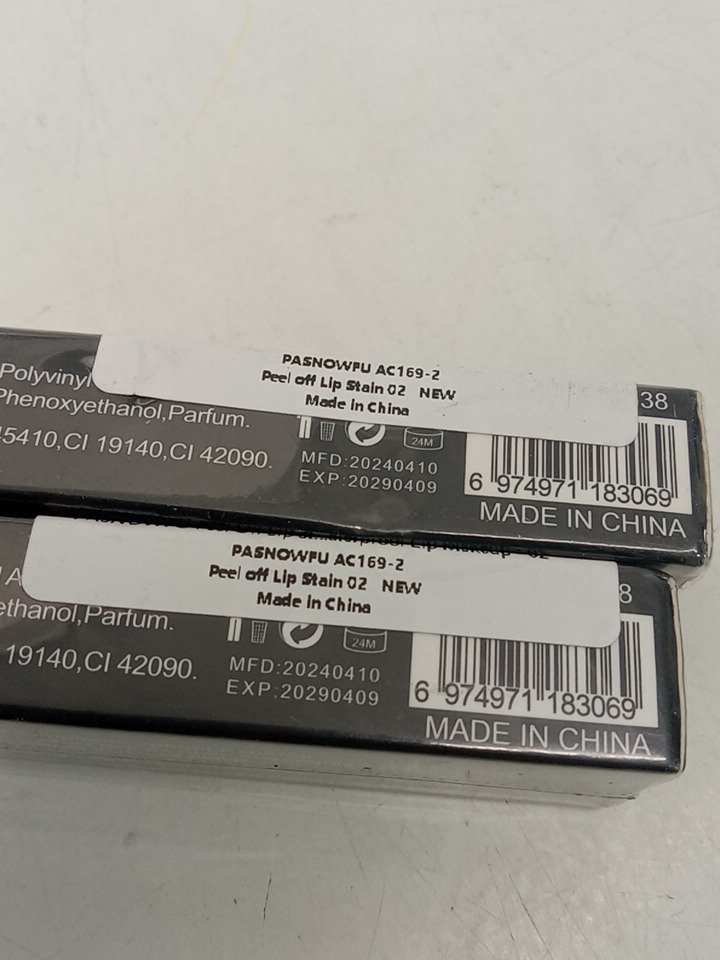 PASNOWFU AC169-2
Peel off Lip Stain 02 NEW
Made in China
38
Polyvinyl
Phenoxyethanol,Parfum.
45410,CI 19140,CI 42090.
24M
MFD:20240410
EXP:20290409
6 974971 183069
MADE IN CHINA
PASNOWFU AC169-2
Peel off Lip Stain 02 NEW
Made in China
8
ethanol,Parfum.
19140,CI 42090.
24M
MFD:20240410
EXP:20290409
6 974971 183069
MADE IN CHINA